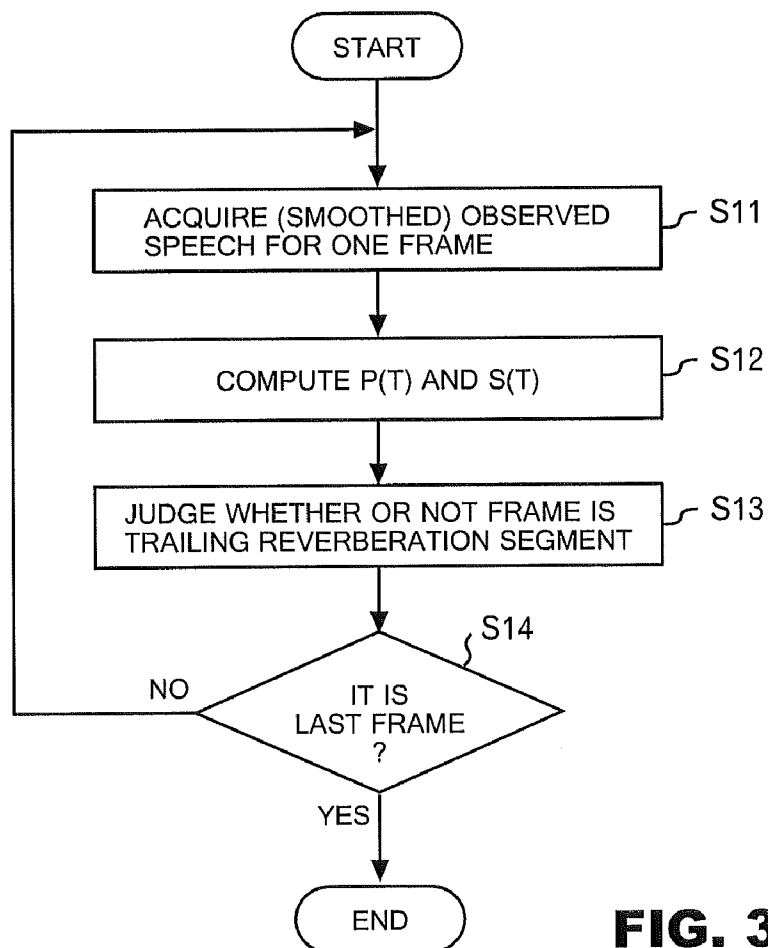 START
ACQUIRE (SMOOTHED) OBSERVED
SPEECH FOR ONE FRAME
S11
COMPUTE P(T) AND S(T)
S12
JUDGE WHETHER OR NOT FRAME IS
TRAILING REVERBERATION SEGMENT
S13
S14
NO
IT IS
LAST FRAME
?
YES
END
FIG. 3